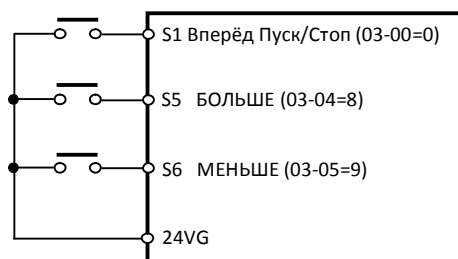 S1 Вперёд Пуск/Стоп (03-00=0)
S5 БОЛЬШЕ (03-04=8)
S6 МЕНЬШЕ (03-05=9)
24VG